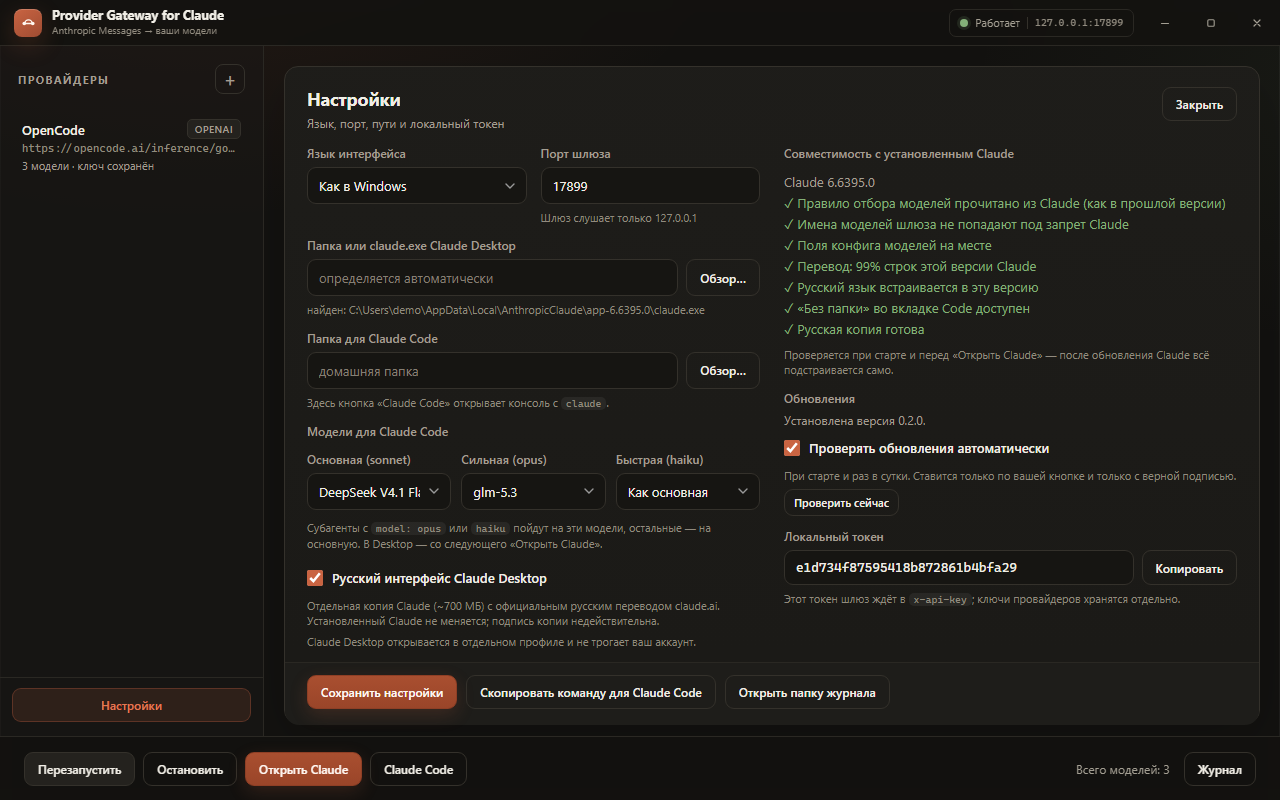 Provider Gateway for Claude
Anthropic Messages → ваши модели
Работает
127.0.0.1:17899
ПРОВАЙДЕРЫ
+
OpenCode
OPENAI
https://opencode.ai/inference/go…
3 модели · ключ сохранён
Настройки
Настройки
Язык, порт, пути и локальный токен
Закрыть
Язык интерфейса
Порт шлюза
Как в Windows
17899
Шлюз слушает только 127.0.0.1
Папка или claude.exe Claude Desktop
определяется автоматически
Обзор...
найден: C:\Users\demo\AppData\Local\AnthropicClaude\app-6.6395.0\claude.exe
Папка для Claude Code
домашняя папка
Обзор...
Здесь кнопка «Claude Code» открывает консоль с claude.
Модели для Claude Code
Основная (sonnet)
Сильная (opus)
Быстрая (haiku)
DeepSeek V4.1 Fla
glm-5.3
Как основная
Субагенты с model: opus или haiku пойдут на эти модели, остальные — на
основную. В Desktop — со следующего «Открыть Claude».
Русский интерфейс Claude Desktop
Отдельная копия Claude (~700 МБ) с официальным русским переводом claude.ai.
Установленный Claude не меняется; подпись копии недействительна.
Claude Desktop открывается в отдельном профиле и не трогает ваш аккаунт.
Совместимость с установленным Claude
Claude 6.6395.0
✓ Правило отбора моделей прочитано из Claude (как в прошлой версии)
✓ Имена моделей шлюза не попадают под запрет Claude
✓ Поля конфига моделей на месте
✓ Перевод: 99% строк этой версии Claude
✓ Русский язык встраивается в эту версию
✓ «Без папки» во вкладке Code доступен
✓ Русская копия готова
Проверяется при старте и перед «Открыть Claude» — после обновления Claude всё
подстраивается само.
Обновления
Установлена версия 0.2.0.
Проверять обновления автоматически
При старте и раз в сутки. Ставится только по вашей кнопке и только с верной подписью.
Проверить сейчас
Локальный токен
e1d734f87595418b872861b4bfa29
Копировать
Этот токен шлюз ждёт в x-api-key; ключи провайдеров хранятся отдельно.
Сохранить настройки
Скопировать команду для Claude Code
Открыть папку журнала
Перезапустить
Остановить
Открыть Claude
Claude Code
Всего моделей: 3
Журнал